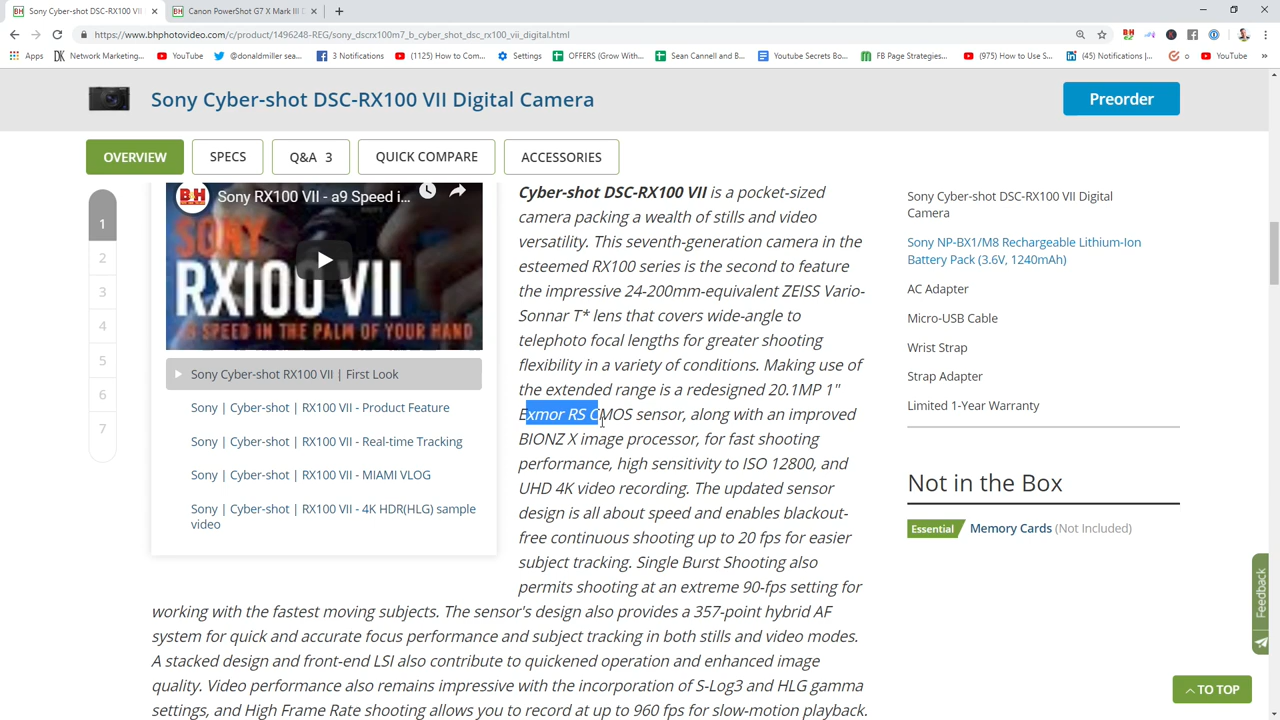 Sony Cyber-shot DSC-RX100 VII D
Canon PowerShot G7 X Mark III D
https://www.bhphotovideo.com/c/product/1496248-REG/sony_dscrx100m7_b_cyber_shot_dsc_rx100_vii_digital.html
Apps
Network Marketing...
YouTube
@donaldmiller sea...
3 Notifications
(1125) How to Com...
Settings
OFFERS (Grow With...
Sean Cannell and B...
Youtube Secrets Bo...
FB Page Strategies...
(975) How to Use S...
(45) Notifications |...
o
YouTube
»
Sony Cyber-shot DSC-RX100 VII Digital Camera
Preorder
OVERVIEW
SPECS
Q&A 3
QUICK COMPARE
ACCESSORIES
1
2
3
4
5
6
7
B&H
Sony RX100 VII - a9 Speed i...
SONY
RX100 VII
A9 SPEED IN THE PALM OF YOUR HAND
Sony Cyber-shot RX100 VII | First Look
Sony | Cyber-shot | RX100 VII - Product Feature
Sony | Cyber-shot | RX100 VII - Real-time Tracking
Sony | Cyber-shot | RX100 VII - MIAMI VLOG
Sony | Cyber-shot | RX100 VII - 4K HDR(HLG) sample
video
Cyber-shot DSC-RX100 VII is a pocket-sized
camera packing a wealth of stills and video
versatility. This seventh-generation camera in the
esteemed RX100 series is the second to feature
the impressive 24-200mm-equivalent ZEISS Vario-
Sonnar T* lens that covers wide-angle to
telephoto focal lengths for greater shooting
flexibility in a variety of conditions. Making use of
the extended range is a redesigned 20.1MP 1"
Exmor RS CMOS sensor, along with an improved
BIONZ X image processor, for fast shooting
performance, high sensitivity to ISO 12800, and
UHD 4K video recording. The updated sensor
design is all about speed and enables blackout-
free continuous shooting up to 20 fps for easier
subject tracking. Single Burst Shooting also
permits shooting at an extreme 90-fps setting for
working with the fastest moving subjects. The sensor's design also provides a 357-point hybrid AF
system for quick and accurate focus performance and subject tracking in both stills and video modes.
A stacked design and front-end LSI also contribute to quickened operation and enhanced image
quality. Video performance also remains impressive with the incorporation of S-Log3 and HLG gamma
settings, and High Frame Rate shooting allows you to record at up to 960 fps for slow-motion playback.
Sony Cyber-shot DSC-RX100 VII Digital
Camera
Sony NP-BX1/M8 Rechargeable Lithium-Ion
Battery Pack (3.6V, 1240mAh)
AC Adapter
Micro-USB Cable
Wrist Strap
Strap Adapter
Limited 1-Year Warranty
Not in the Box
Essential Memory Cards (Not Included)
Feedback
TO TOP